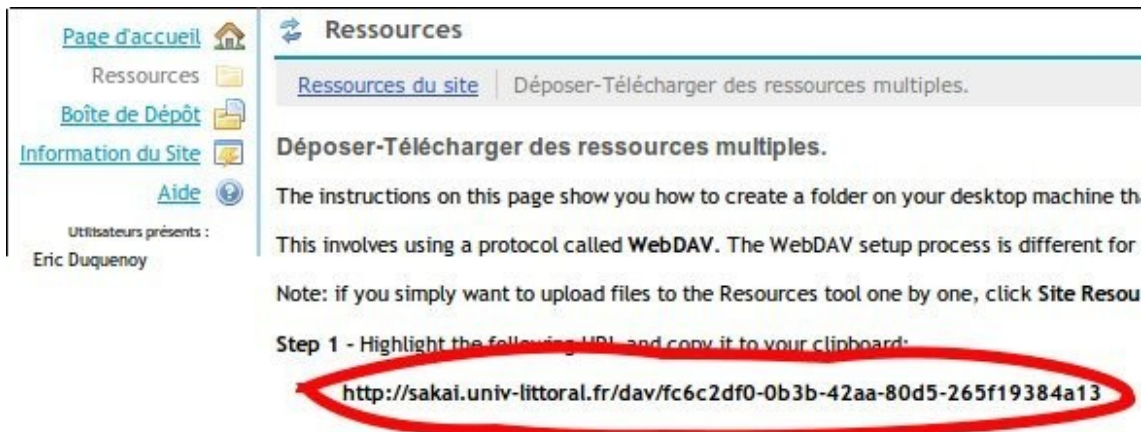 Page d'accueil
Ressources
Boîte de Dépôt
Information du Site
Aide
Utilisateurs présents :
Eric Duquenoy
Ressources
Ressources du site | Déposer-Télécharger des ressources multiples.
Déposer-Télécharger des ressources multiples.
The instructions on this page show you how to create a folder on your desktop machine
This involves using a protocol called WebDAV. The WebDAV setup process is different for
Note: if you simply want to upload files to the Resources tool one by one, click Site
Step 1 - Highlight the following URL and copy it to your clipboard:
http://sakai.univ-littoral.fr/dav/fc6c2df0-0b3b-42aa-80d5-265f19384a13